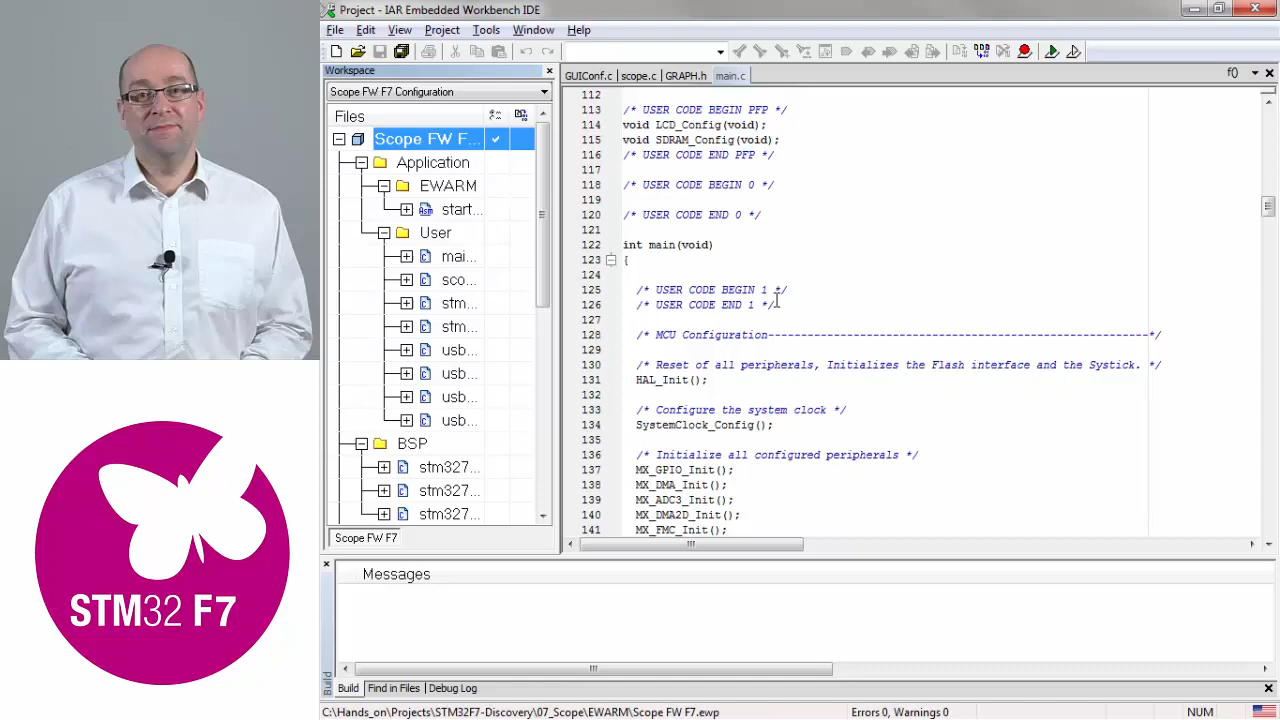 Project - IAR Embedded Workbench IDE
File Edit View Project Tools Window Help
Workspace
Scope FW F7 Configuration
Files
Scope FW F...
Application
EWARM
Asm start...
User
mai...
sco...
stm...
stm...
usb...
usb...
usb...
usb...
BSP
stm327...
stm327...
stm327...
Scope FW F7
GUIConf.c scope.c GRAPH.h main.c f()
112
113 /* USER CODE BEGIN PFP */
114 void LCD_Config(void);
115 void SDRAM_Config(void);
116 /* USER CODE END PFP */
117
118 /* USER CODE BEGIN 0 */
119
120 /* USER CODE END 0 */
121
122 int main(void)
123 {
124
125 /* USER CODE BEGIN 1 */
126 /* USER CODE END 1 */
127
128 /* MCU Configuration----------------------------------------------------------*/
129
130 /* Reset of all peripherals, Initializes the Flash interface and the Systick. */
131 HAL_Init();
132
133 /* Configure the system clock */
134 SystemClock_Config();
135
136 /* Initialize all configured peripherals */
137 MX_GPIO_Init();
138 MX_DMA_Init();
139 MX_ADC3_Init();
140 MX_DMA2D_Init();
141 MX_FMC_Init();
STM32 F7
Messages
Build
Build Find in Files Debug Log
C:\Hands_on\Projects\STM32F7-Discovery\07_Scope\EWARM\Scope FW F7.ewp Errors 0, Warnings 0 NUM